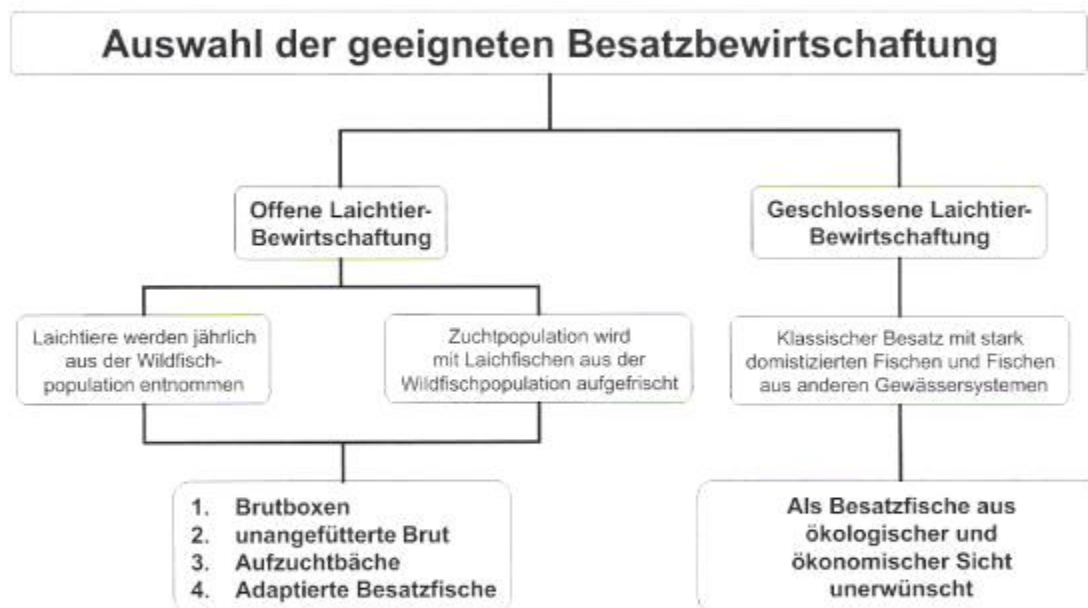 Auswahl der geeigneten Besatzbewirtschaftung
Offene Laichtier-
Bewirtschaftung
Geschlossene Laichtier-
Bewirtschaftung
Laichtiere werden jährlich
aus der Wildfisch-
population entnommen
Zuchtpopulation wird
mit Laichfischen aus der
Wildfischpopulation aufgefrischt
Klassischer Besatz mit stark
domistizierten Fischen und Fischen
aus anderen Gewässersystemen
1. Brutboxen
2. unangefütterte Brut
3. Aufzuchtbäche
4. Adaptierte Besatzfische
Als Besatzfische aus
ökologischer und
ökonomischer Sicht
unerwünscht